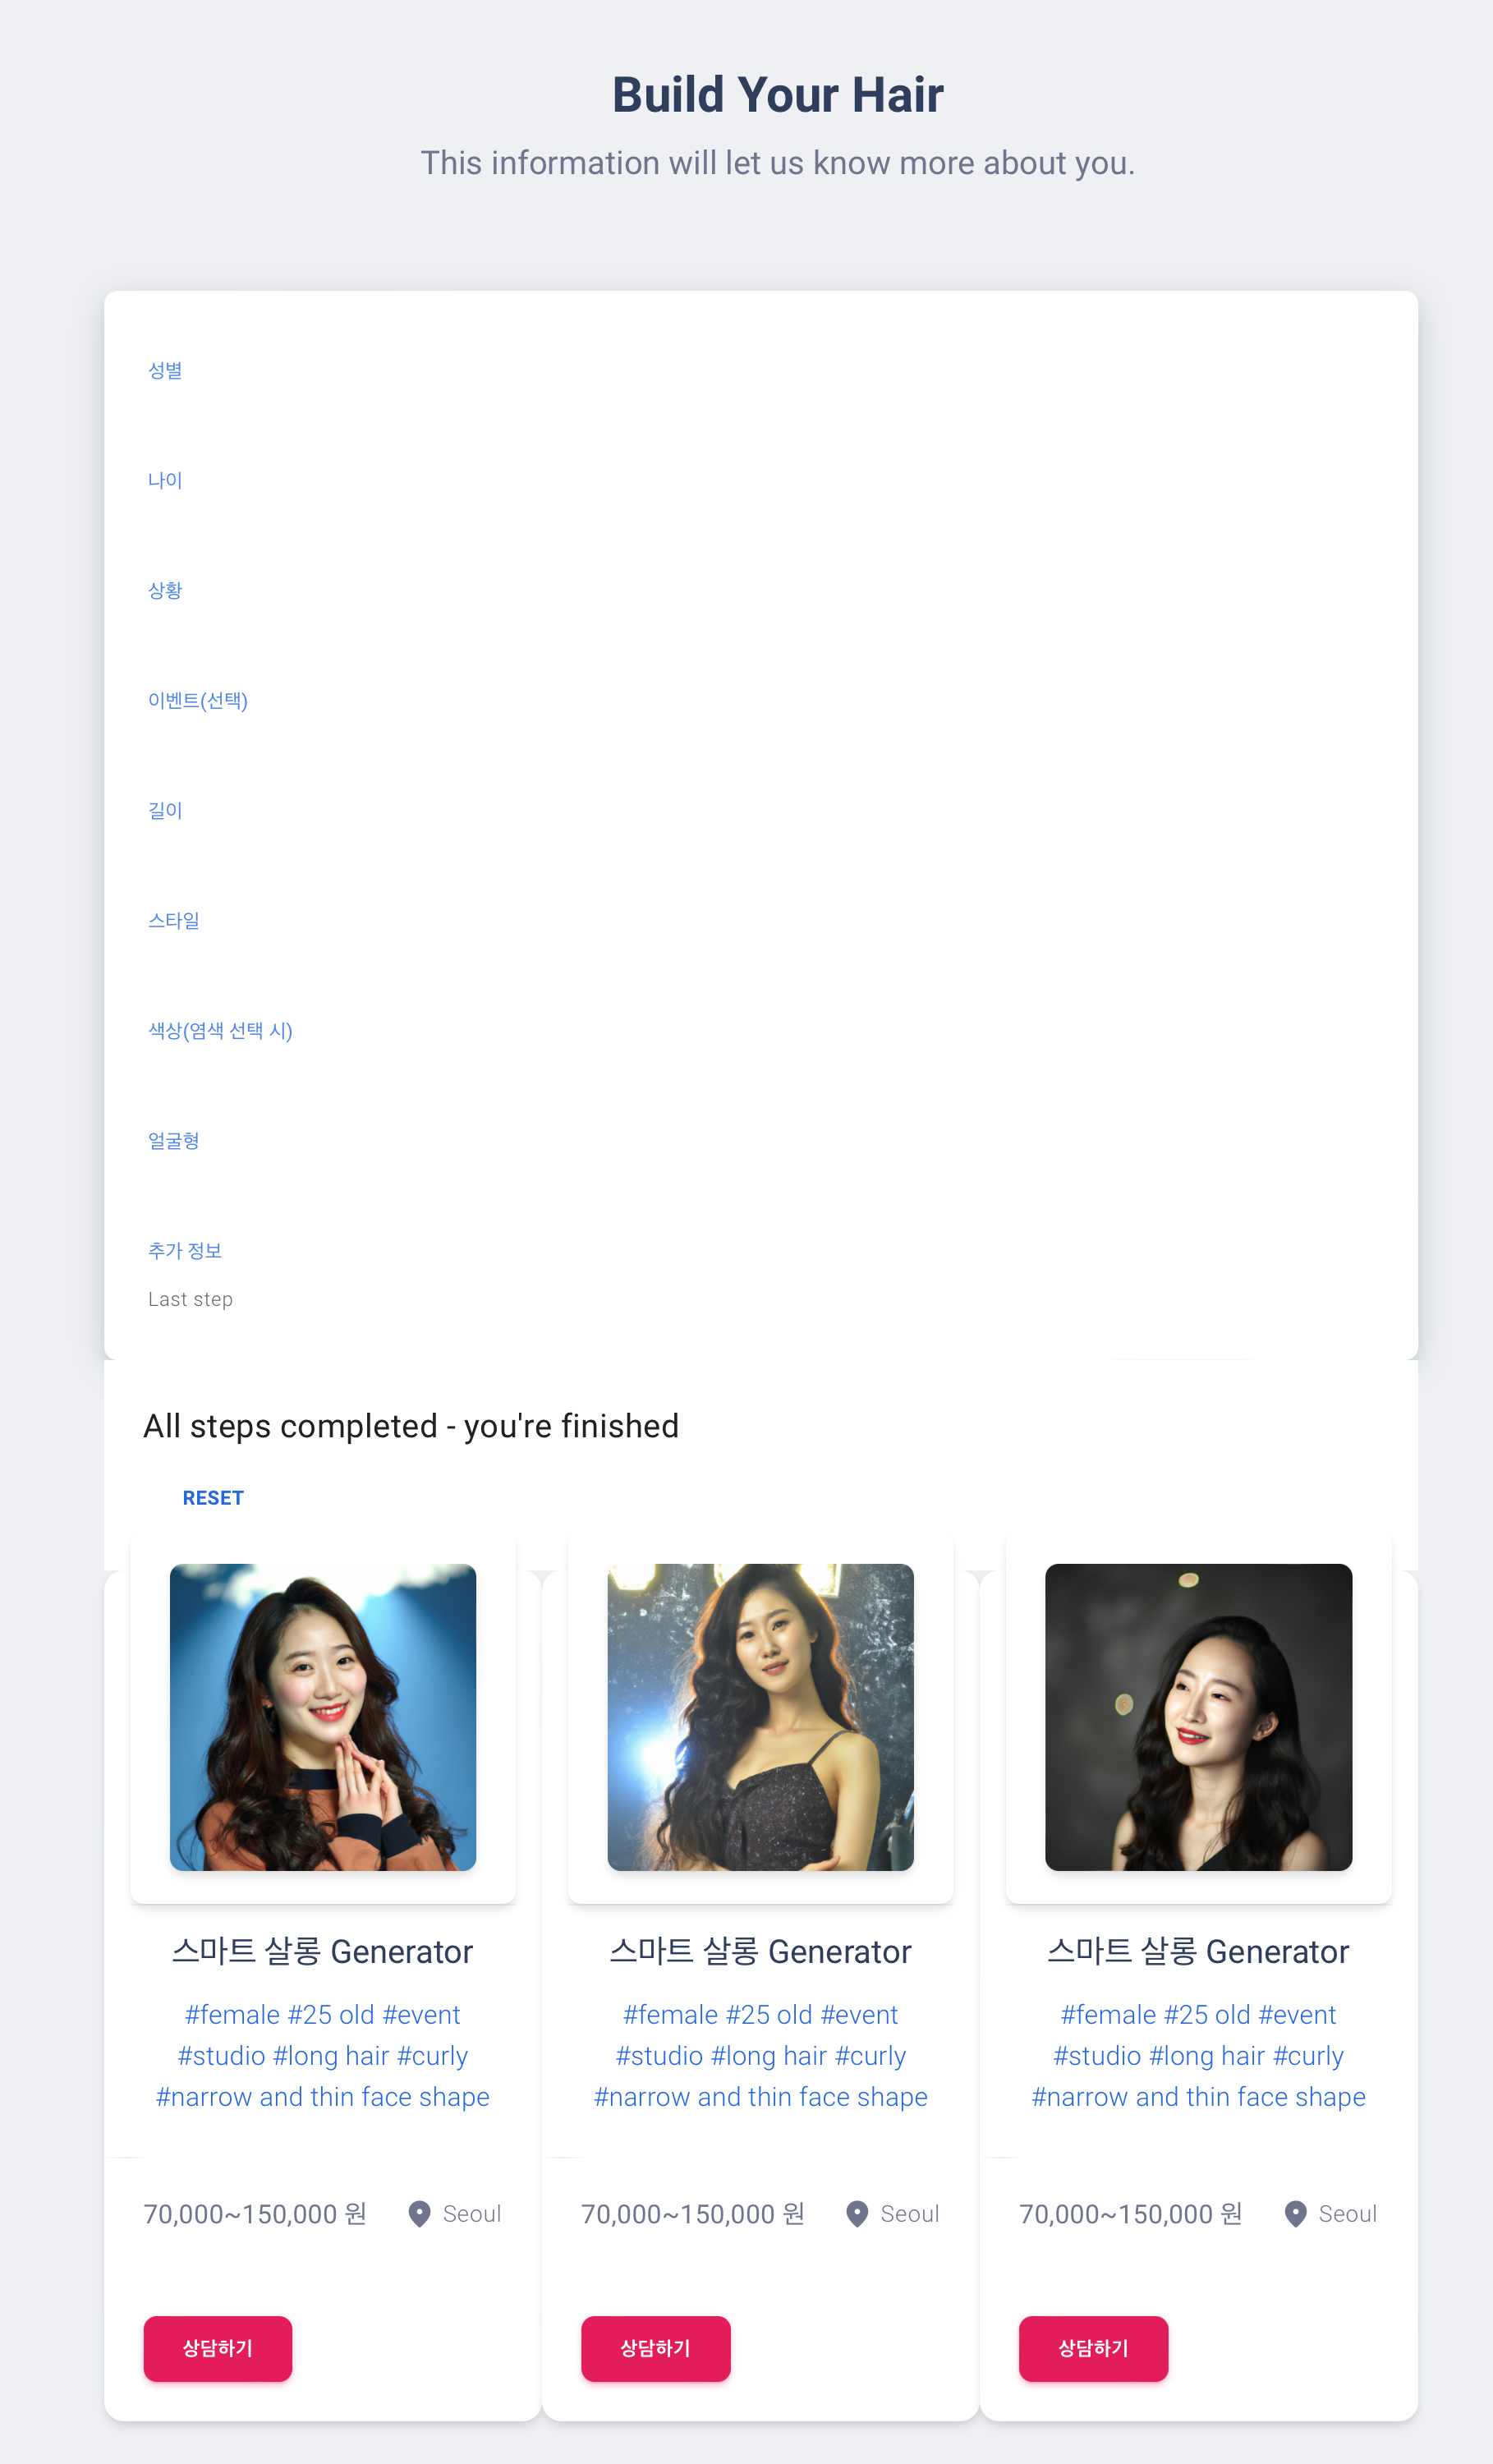 Build Your Hair
This information will let us know more about you.
성별
나이
상황
이벤트(선택)
길이
스타일
색상(염색 선택 시)
얼굴형
추가 정보
Last step
All steps completed - you're finished
RESET
스마트 살롱 Generator
#female #25 old #event
#studio #long hair #curly
#narrow and thin face shape
70,000~150,000 원 Seoul
상담하기
스마트 살롱 Generator
#female #25 old #event
#studio #long hair #curly
#narrow and thin face shape
70,000~150,000 원 Seoul
상담하기
스마트 살롱 Generator
#female #25 old #event
#studio #long hair #curly
#narrow and thin face shape
70,000~150,000 원 Seoul
상담하기